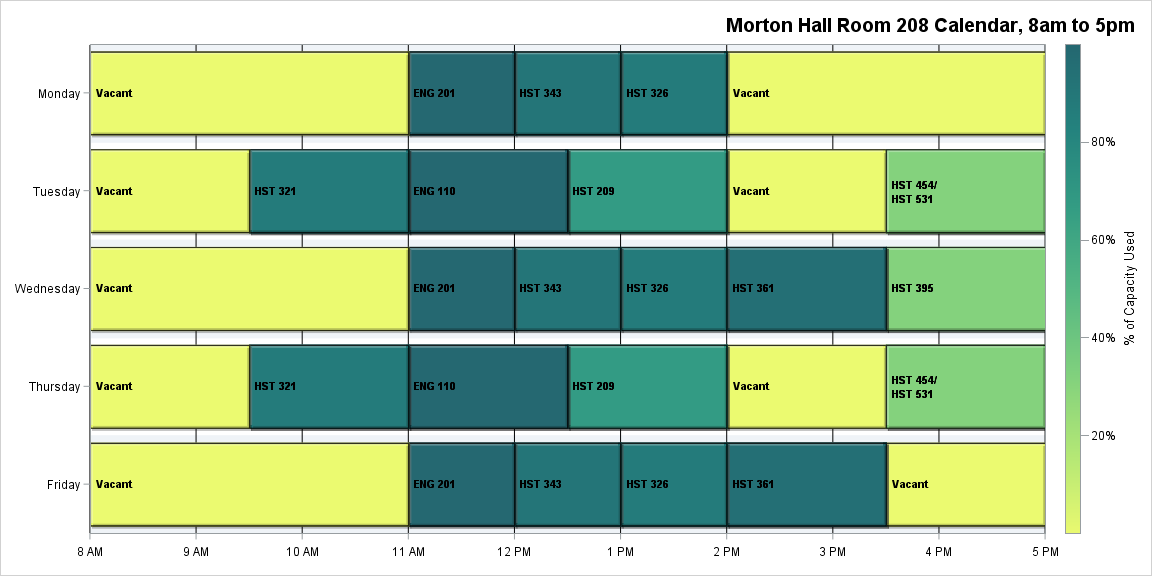 Morton Hall Room 208 Calendar, 8am to 5pm
Monday
Vacant
ENG 201
HST 343
HST 326
Vacant
Tuesday
Vacant
HST 321
ENG 110
HST 209
Vacant
HST 454/
HST 531
Wednesday
Vacant
ENG 201
HST 343
HST 326
HST 361
HST 395
Thursday
Vacant
HST 321
ENG 110
HST 209
Vacant
HST 454/
HST 531
Friday
Vacant
ENG 201
HST 343
HST 326
HST 361
Vacant
8 AM
9 AM
10 AM
11 AM
12 PM
1 PM
2 PM
3 PM
4 PM
5 PM
80%
60%
40%
20%
% of Capacity Used